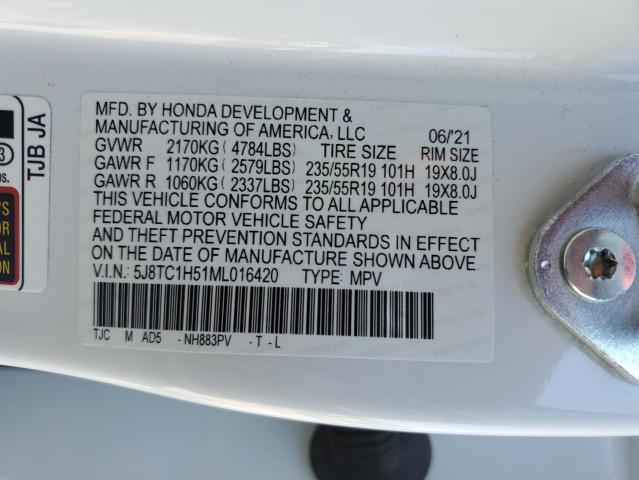 MFD. BY HONDA DEVELOPMENT &
MANUFACTURING OF AMERICA, LLC 06/'21
GVWR 2170KG ( 4784LBS) TIRE SIZE RIM SIZE
GAWR F 1170KG ( 2579LBS) 235/55R19 101H 19X8.0J
GAWR R 1060KG ( 2337LBS) 235/55R19 101H 19X8.0J
THIS VEHICLE CONFORMS TO ALL APPLICABLE
FEDERAL MOTOR VEHICLE SAFETY
AND THEFT PREVENTION STANDARDS IN EFFECT
ON THE DATE OF MANUFACTURE SHOWN ABOVE.
V.I.N.: 5J8TC1H51ML016420 TYPE: MPV
TJC M AD5 - NH883PV - T - L
TJB JA